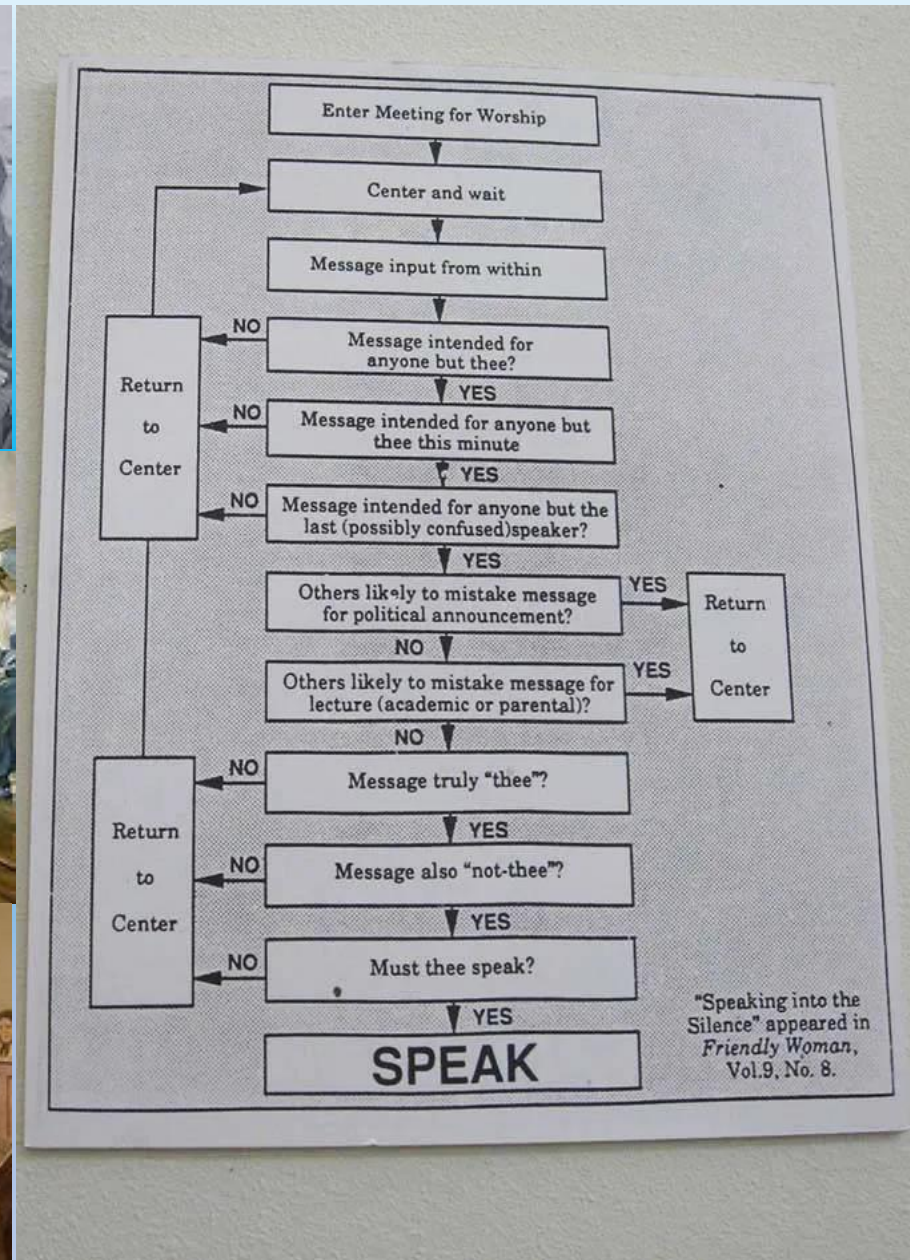 Enter Meeting for Worship
Center and wait
Message input from within
NO
Message intended for
anyone but thee?
YES
Return
to
Center
NO
Message intended for anyone but
thee this minute
YES
NO
Message intended for anyone but the
last (possibly confused)speaker?
YES
Others likely to mistake message
for political announcement?
YES
Return
to
Center
NO
Others likely to mistake message for
lecture (academic or parental)?
YES
NO
NO
Message truly "thee"?
YES
Return
to
Center
NO
Message also "not-thee"?
YES
NO
Must thee speak?
YES
SPEAK
"Speaking into the
Silence" appeared in
Friendly Woman,
Vol.9, No. 8.